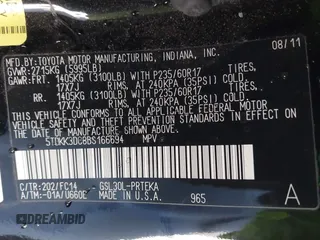 MFD.BY:TOYOTA MOTOR MANUFACTURING, INDIANA, INC. 08/11
GVWR:2715KG (5995LB)
GAWR:FRT. 1405KG (3100LB)WITH P235/60R17 TIRES,
17X7J RIMS, AT 240KPA (35PSI)COLD
RR. 1405KG (3100LB)WITH P235/60R17 TIRES,
17X7J RIMS, AT 240KPA (35PSI)COLD
THIS VEHICLE CONFORMS TO ALL APPLICABLE FEDERAL MOTOR
VEHICLE SAFETY, BUMPER, AND THEFT PREVENTION STANDARDS IN
EFFECT ON THE DATE OF MANUFACTURE SHOWN ABOVE.
5TDKK3DC8BS166694 MPV
C/TR:202/FC14 GSL30L-PRTEKA
A/TM:-01A/U660E U.S.A. 965 A
DREAMBID